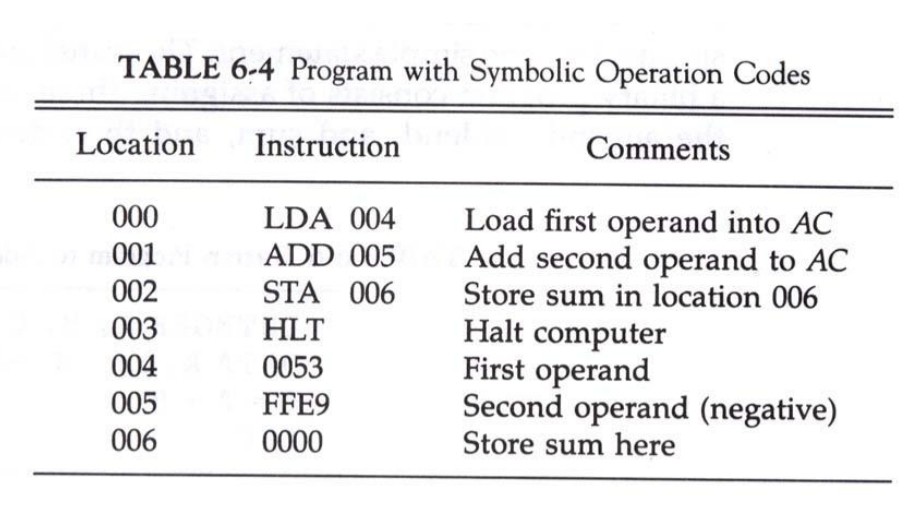 TABLE 6-4 Program with Symbolic Operation Codes
Location Instruction Comments
000 LDA 004 Load first operand into AC
001 ADD 005 Add second operand to AC
002 STA 006 Store sum in location 006
003 HLT Halt computer
004 0053 First operand
005 FFE9 Second operand (negative)
006 0000 Store sum here